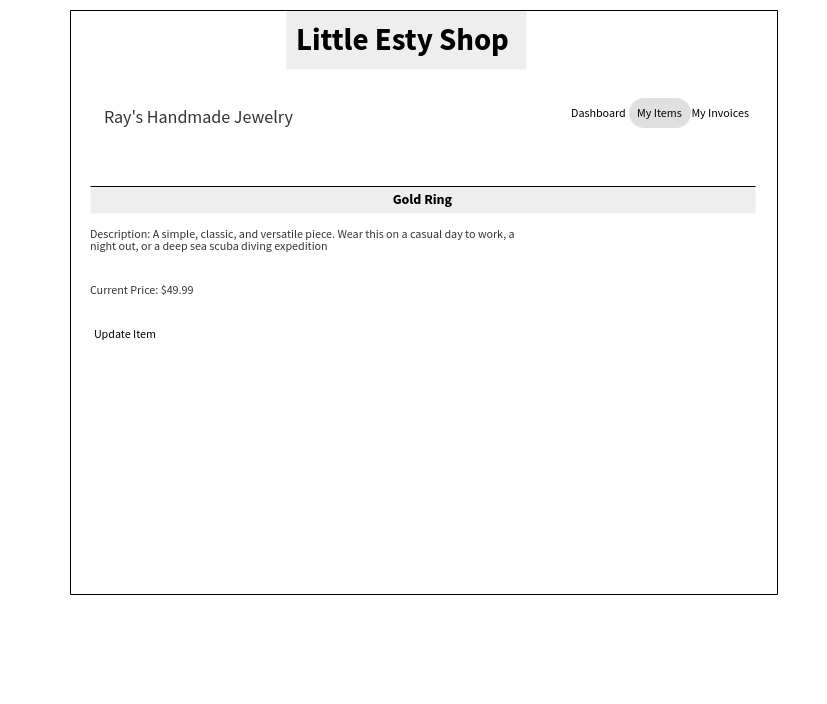 Little Esty Shop
Ray's Handmade Jewelry
Dashboard My Items My Invoices
Gold Ring
Description: A simple, classic, and versatile piece. Wear this on a casual day to work, a
night out, or a deep sea scuba diving expedition
Current Price: $49.99
Update Item